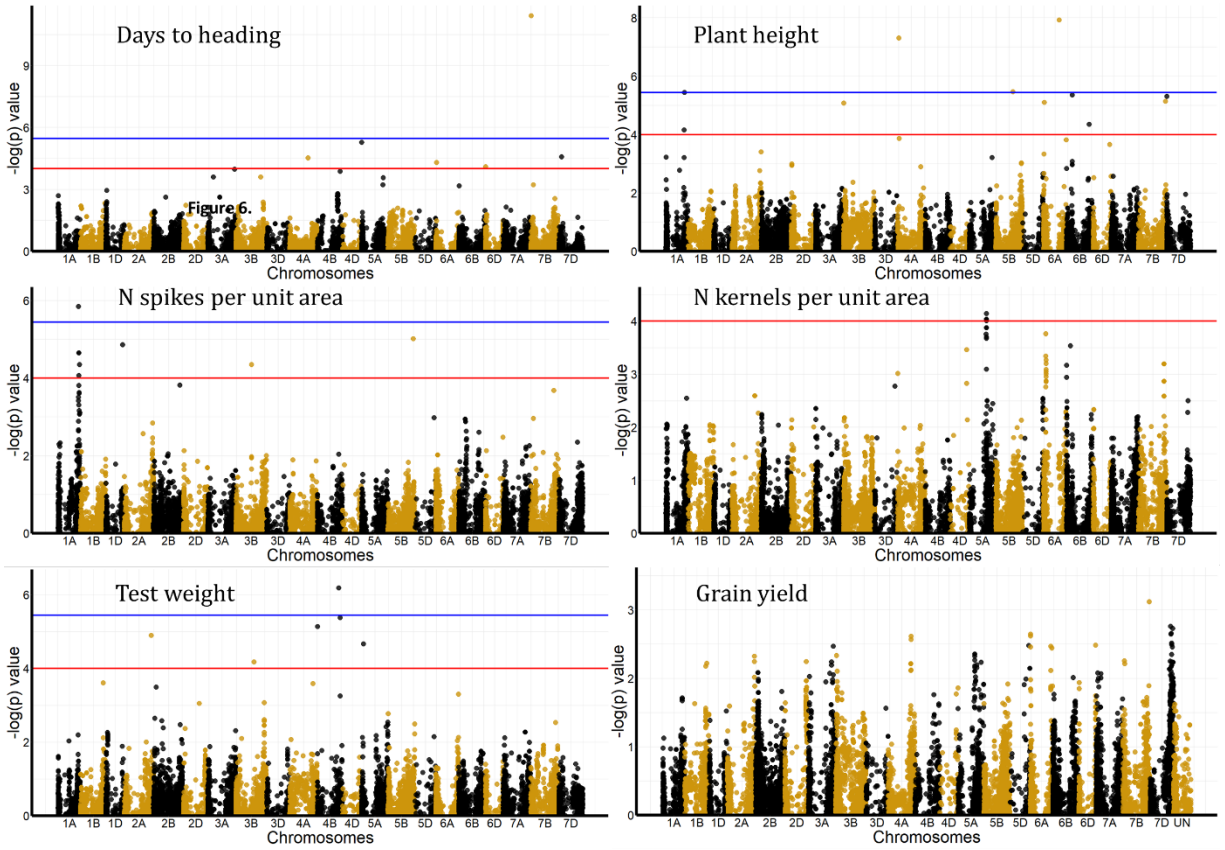 Days to heading
-log(p) value
9
6
3
0
Figure 6.
1A 1B 1D 2A 2B 2D 3A 3B 3D 4A 4B 4D 5A 5B 5D 6A 6B 6D 7A 7B 7D
Chromosomes
Plant height
-log(p) value
8
6
4
2
0
1A 1B 1D 2A 2B 2D 3A 3B 3D 4A 4B 4D 5A 5B 5D 6A 6B 6D 7A 7B 7D
Chromosomes
N spikes per unit area
-log(p) value
6
4
2
0
1A 1B 1D 2A 2B 2D 3A 3B 3D 4A 4B 4D 5A 5B 5D 6A 6B 6D 7A 7B 7D
Chromosomes
N kernels per unit area
-log(p) value
4
3
2
1
0
1A 1B 1D 2A 2B 2D 3A 3B 3D 4A 4B 4D 5A 5B 5D 6A 6B 6D 7A 7B 7D
Chromosomes
Test weight
-log(p) value
6
4
2
0
1A 1B 1D 2A 2B 2D 3A 3B 3D 4A 4B 4D 5A 5B 5D 6A 6B 6D 7A 7B 7D
Chromosomes
Grain yield
-log(p) value
3
2
1
0
1A 1B 1D 2A 2B 2D 3A 3B 3D 4A 4B 4D 5A 5B 5D 6A 6B 6D 7A 7B 7D UN
Chromosomes